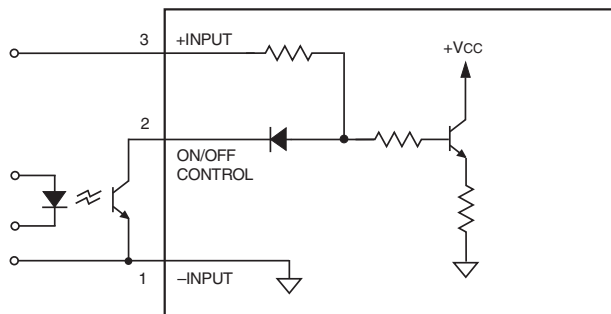 3
+INPUT
+VCC
2
ON/OFF
CONTROL
1
–INPUT